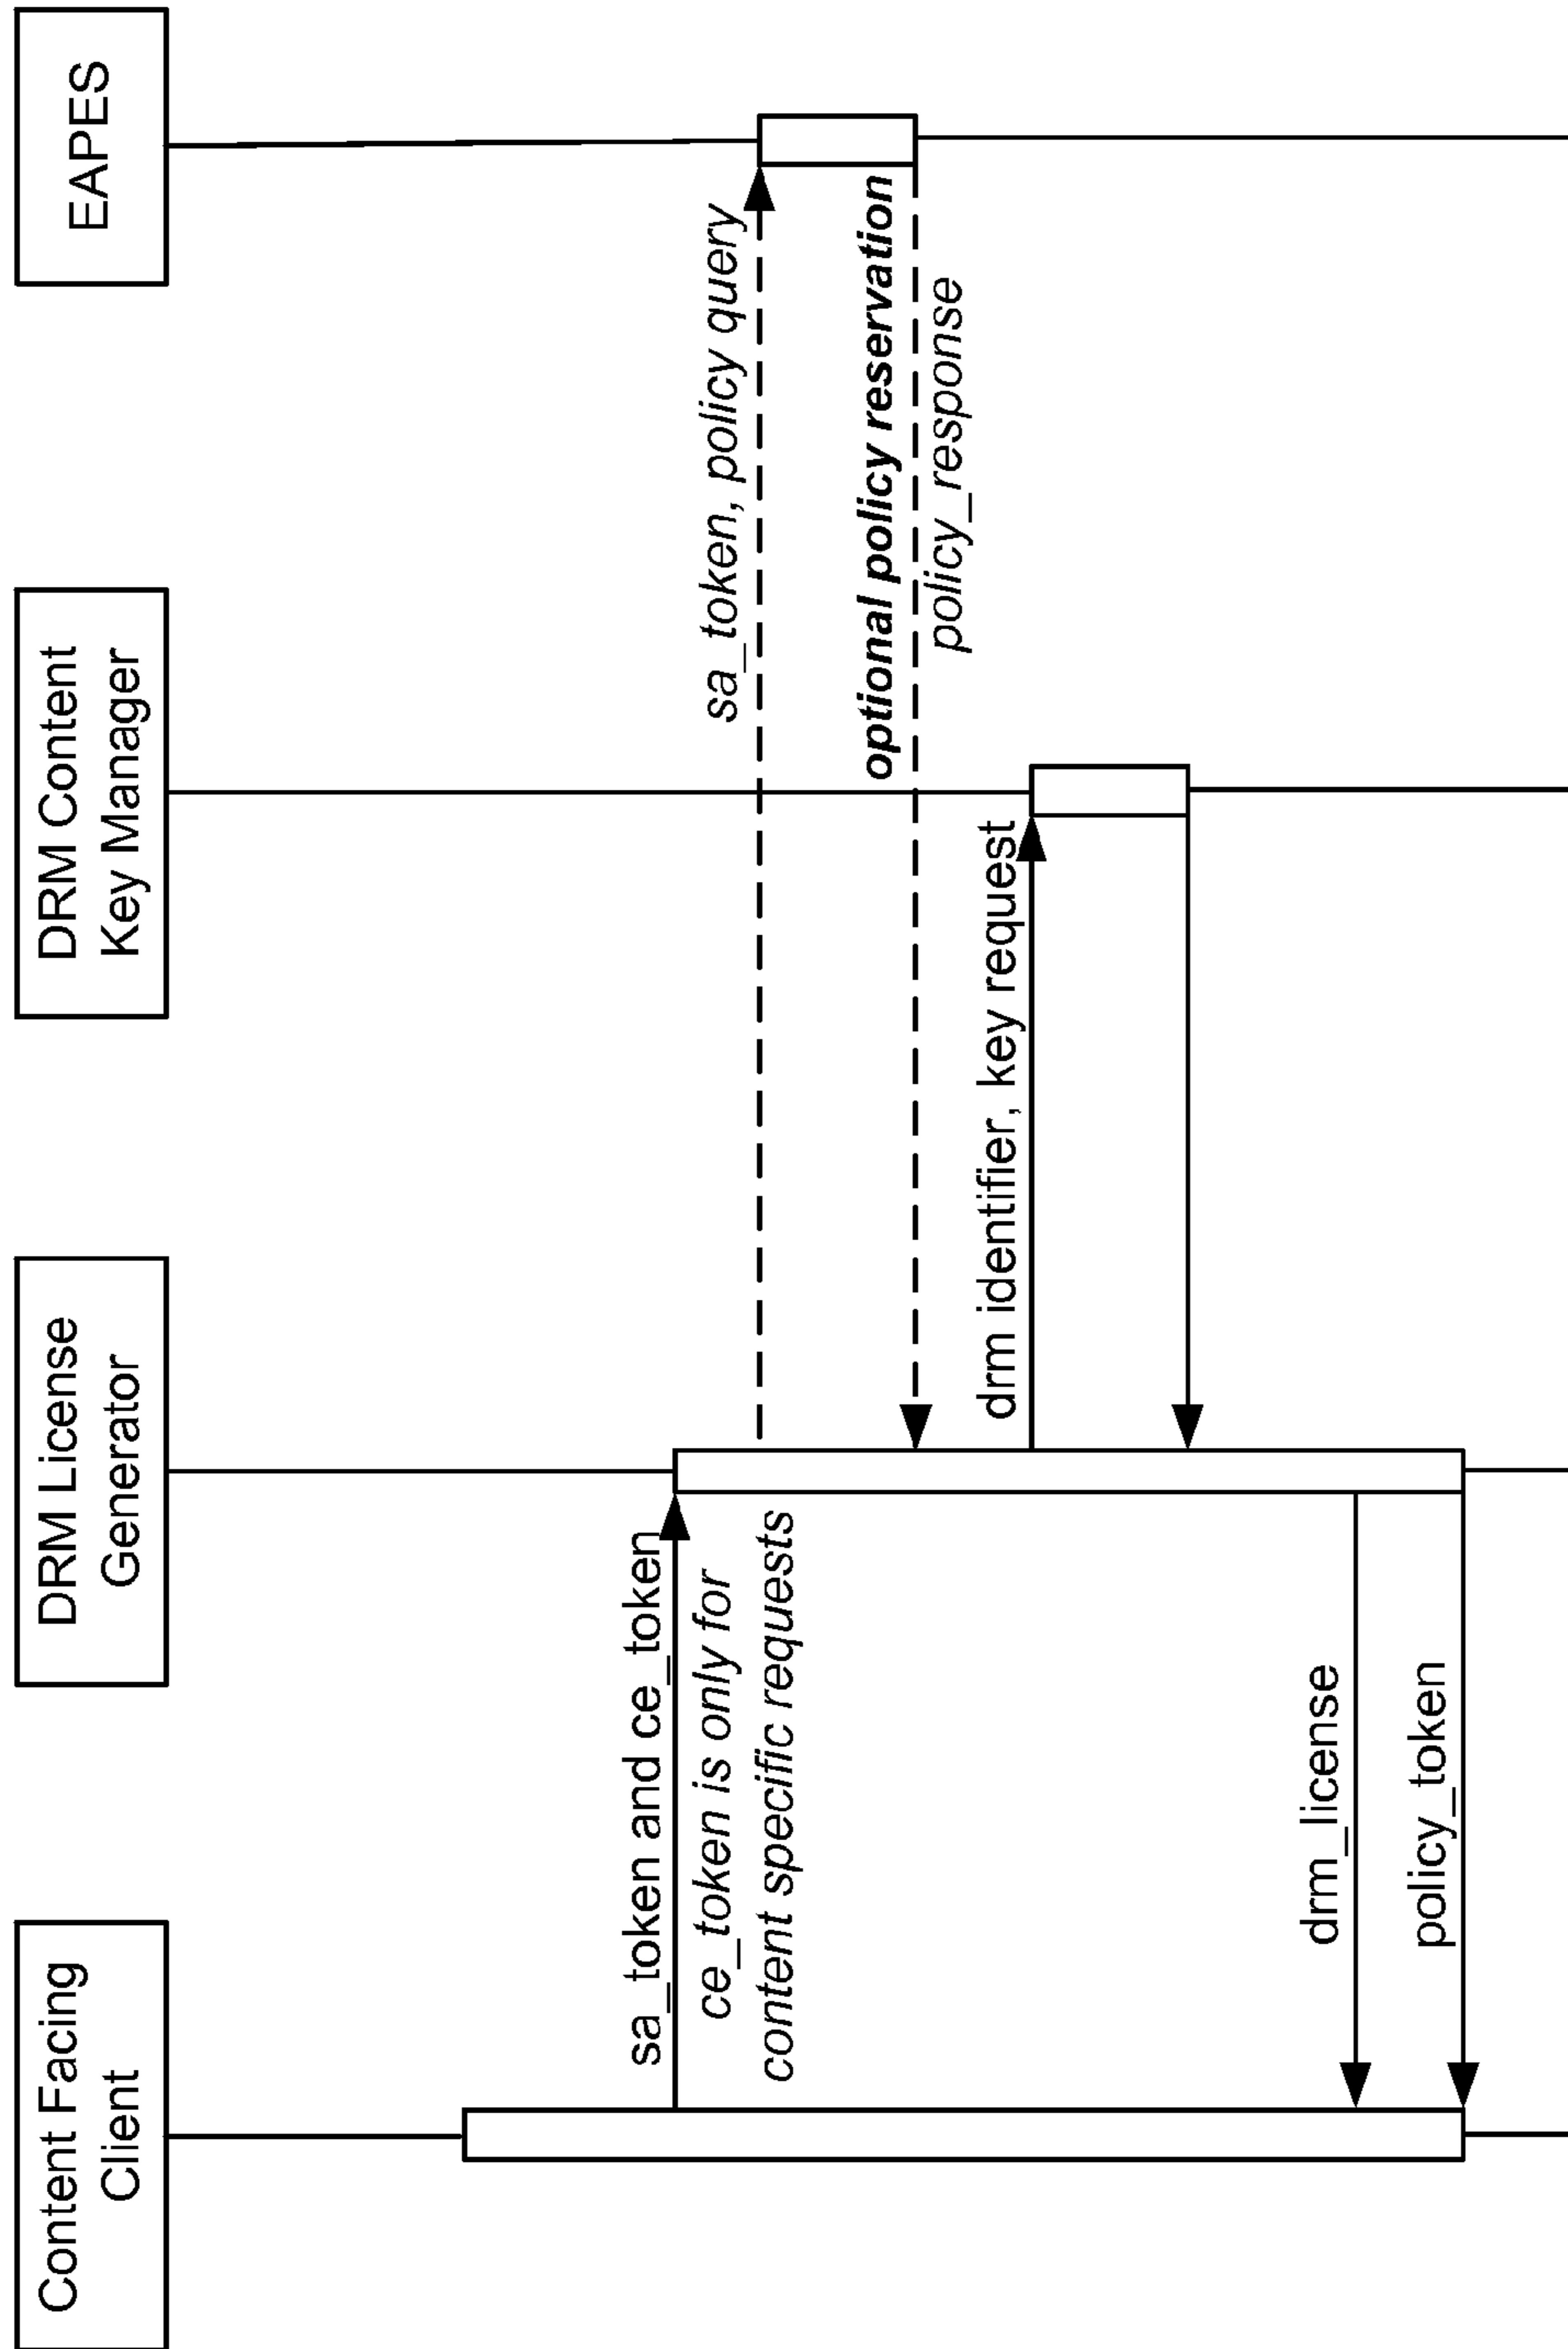 Content Facing
Client
DRM License
Generator
DRM Content
Key Manager
EAPES
sa_token and ce_token
ce_token is only for
content specific requests
sa_token, policy query
optional policy reservation
policy_response
drm identifier, key request
drm_license
policy_token